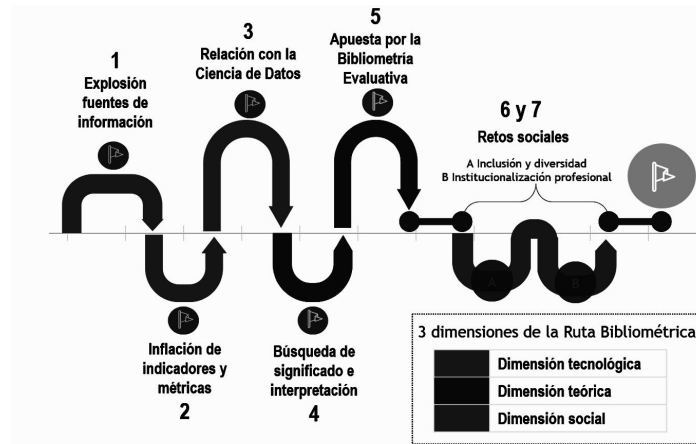 1
Explosión
fuentes de
información
Inflación de
indicadores y
métricas
2
3
Relación con la
Ciencia de Datos
Búsqueda de
significado e
interpretación
4
5
Apuesta por la
Bibliometría
Evaluativa
6 y 7
Retos sociales
A Inclusión y diversidad
B Institucionalización profesional
A
B
3 dimensiones de la Ruta Bibliométrica
Dimensión tecnológica
Dimensión teórica
Dimensión social